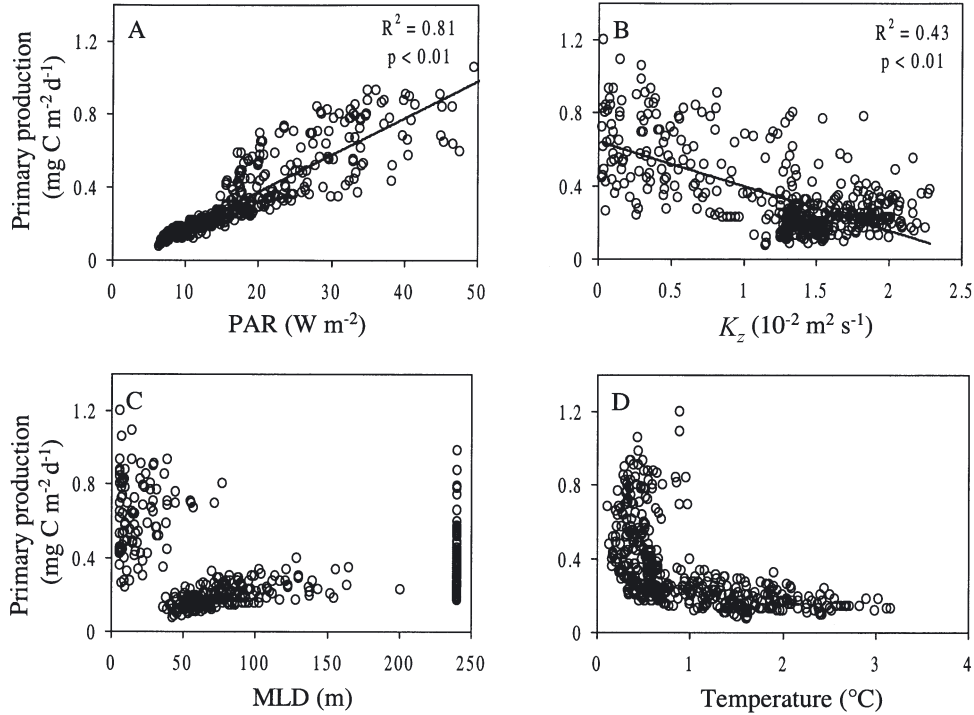 A
R² = 0.81
p < 0.01
Primary production
(mg C m⁻² d⁻¹)
1.2
0.8
0.4
0
0 10 20 30 40 50
PAR (W m⁻²)
B
R² = 0.43
p < 0.01
1.2
0.8
0.4
0
0 0.5 1 1.5 2 2.5
K_z (10⁻² m² s⁻¹)
C
Primary production
(mg C m⁻² d⁻¹)
1.2
0.8
0.4
0
0 50 100 150 200 250
MLD (m)
D
1.2
0.8
0.4
0
0 1 2 3 4
Temperature (°C)